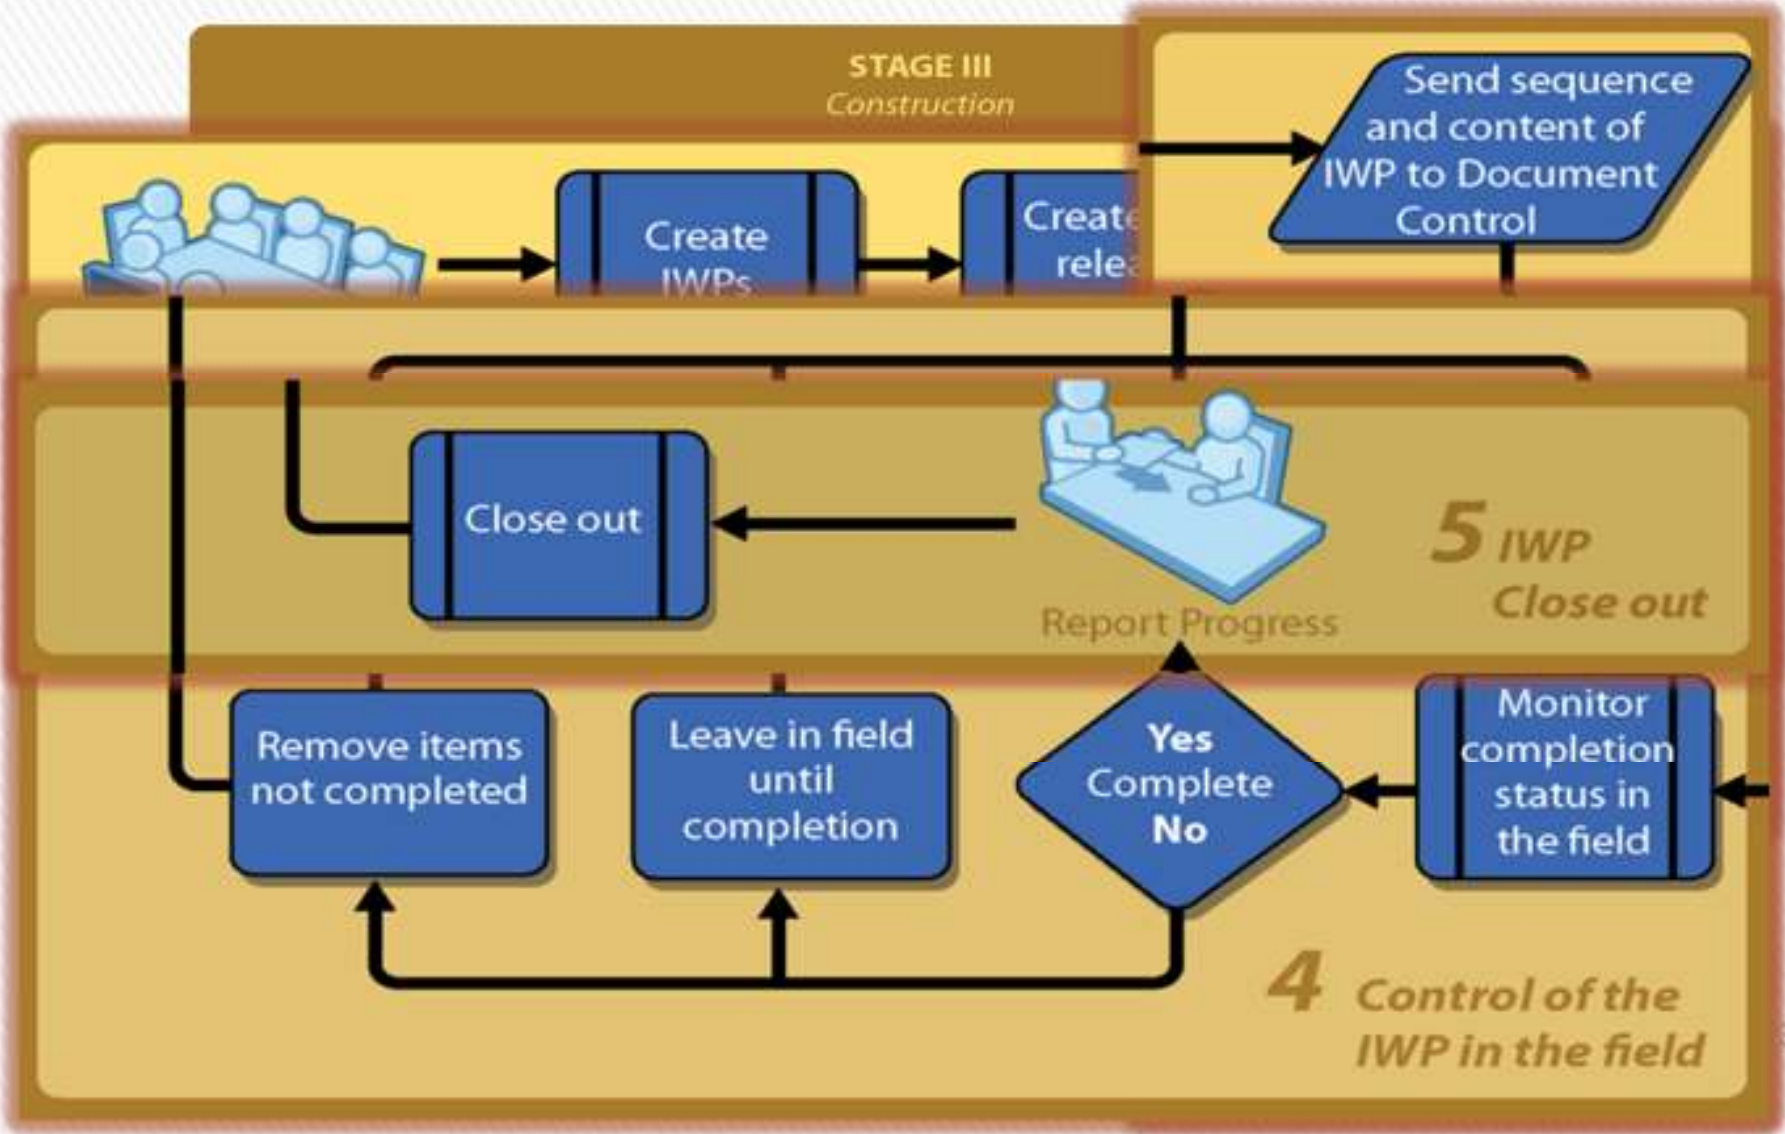 STAGE III
Construction
Send sequence
and content of
IWP to Document
Control
Create
IWPs
Create
Close out
Report Progress
5 IWP
Close out
Remove items
not completed
Leave in field
until
completion
Yes
Complete
No
Monitor
completion
status in
the field
4 Control of the
IWP in the field